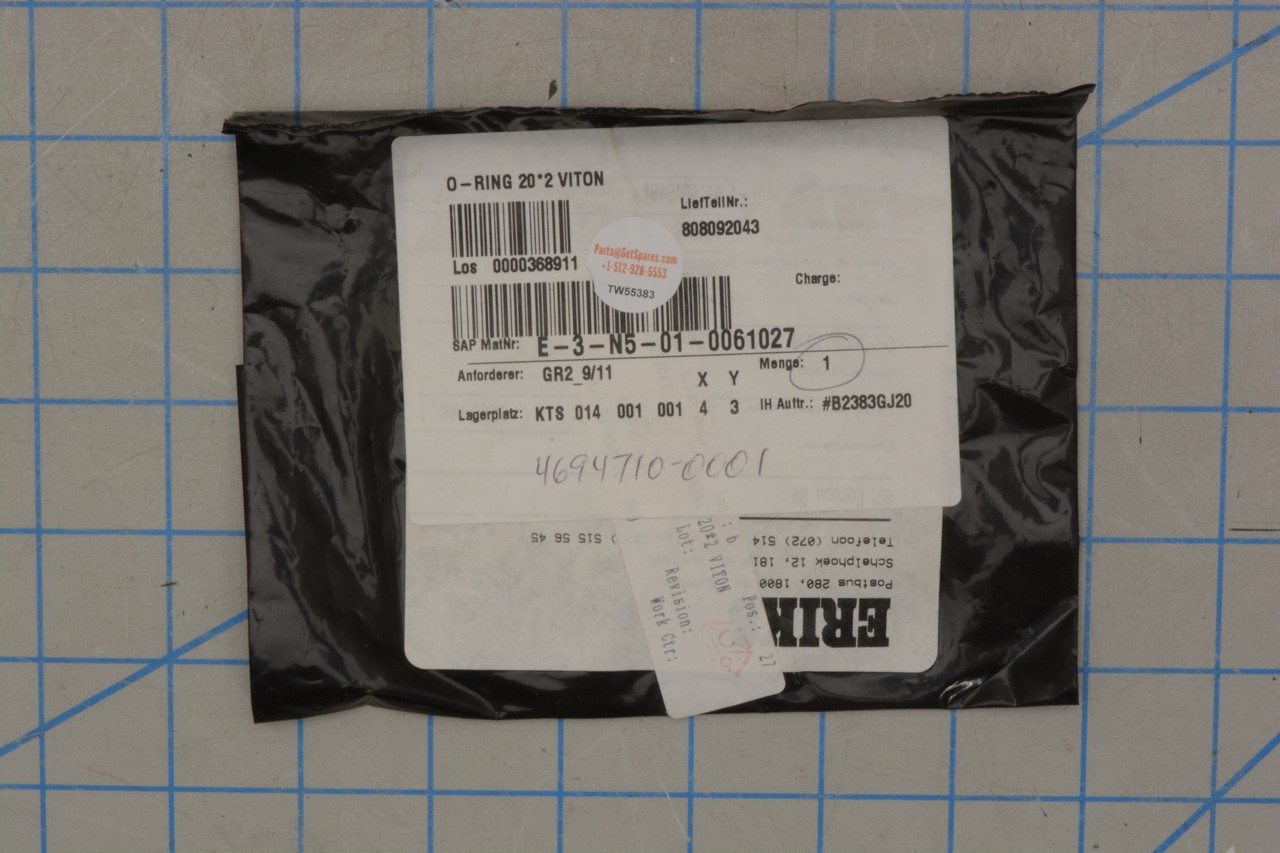 O-RING 20*2 VITON
LiefTeilNr.:
808092043
Los 0000368911
Parts@GetSpares.com
+1-512-928-5553
TW55383
Charge:
SAP MatNr: E-3-N5-01-0061027
Anforderer: GR2_9/11
X Y
Menge: 1
Lagerplatz: KTS 014 001 001 4 3
IH Auftr.: #B2383GJ20
4694710-0001
: b
20*2 VITON Pos.: 27
Lot:
Revision:
Work Ctr:
ERIK
Postbus 280, 1800
Schelphoek 12, 181
Telefoon (072) 514
) 515 56 45